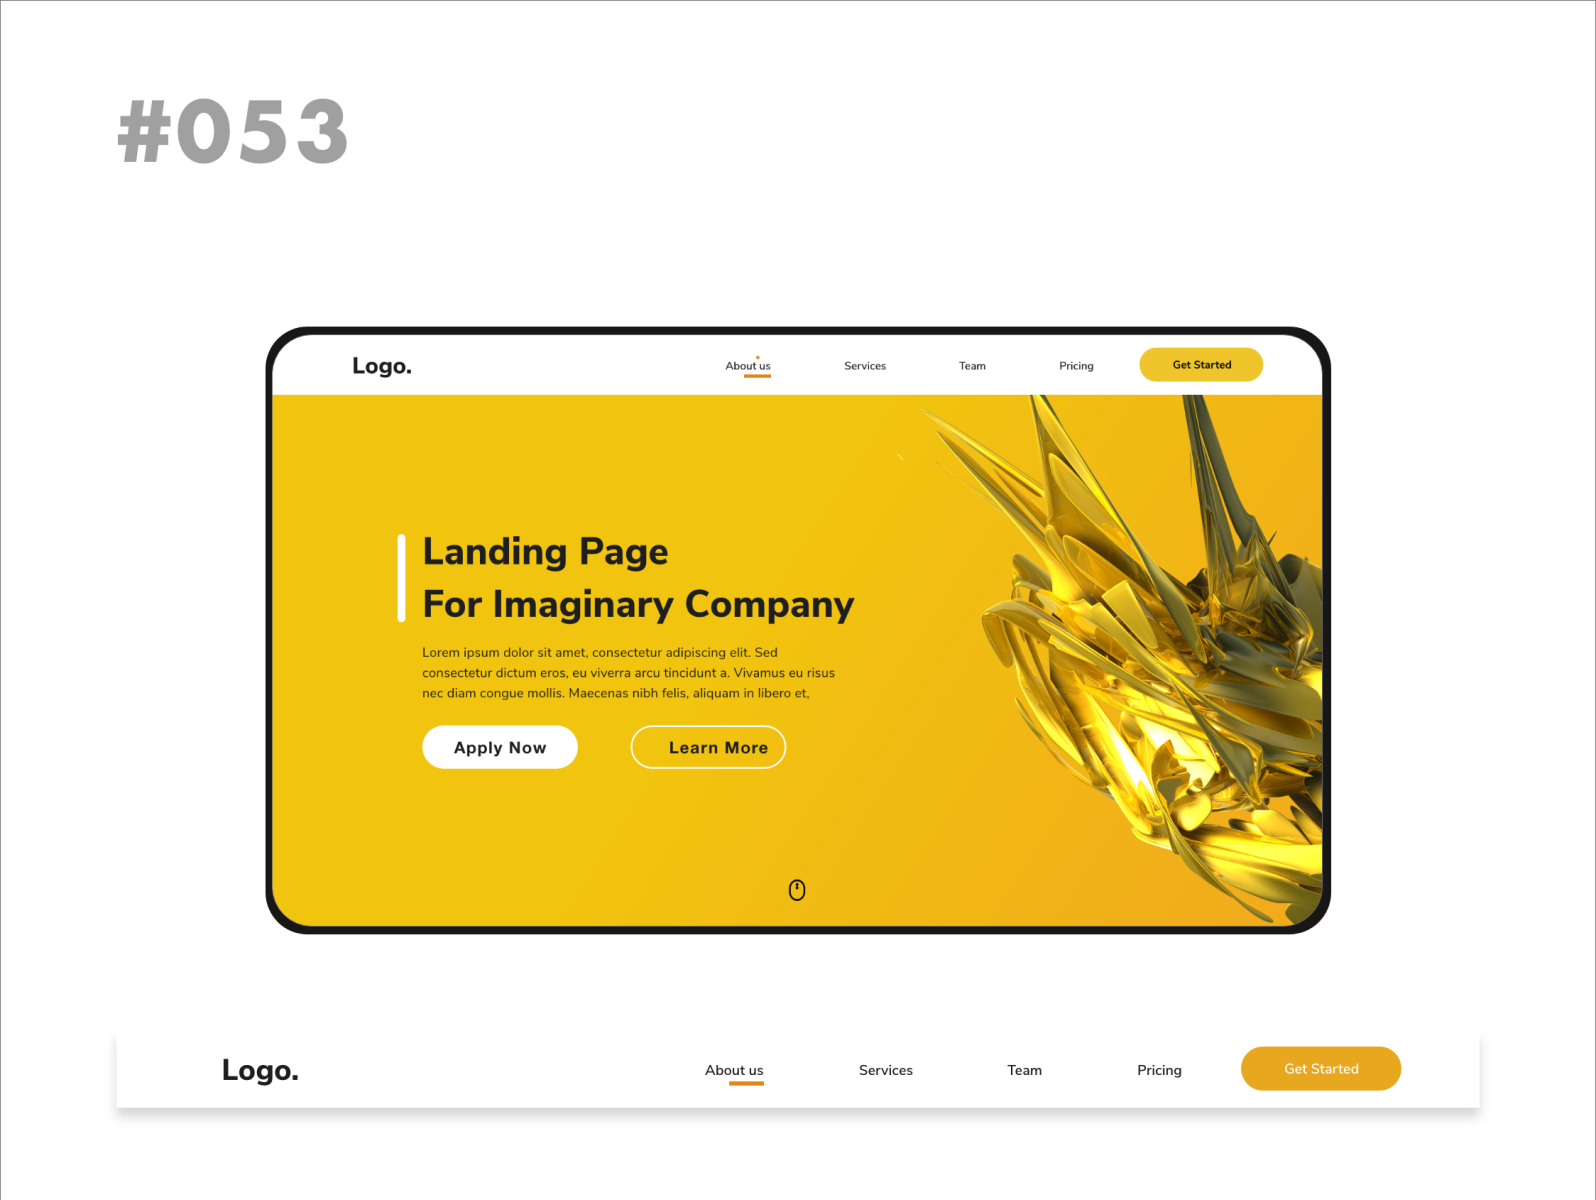 #053
Logo.
About us
Services
Team
Pricing
Get Started
Landing Page
For Imaginary Company
Lorem ipsum dolor sit amet, consectetur adipiscing elit. Sed
consectetur dictum eros, eu viverra arcu tincidunt a. Vivamus eu risus
nec diam congue mollis. Maecenas nibh felis, aliquam in libero et,
Apply Now
Learn More
Logo.
About us
Services
Team
Pricing
Get Started